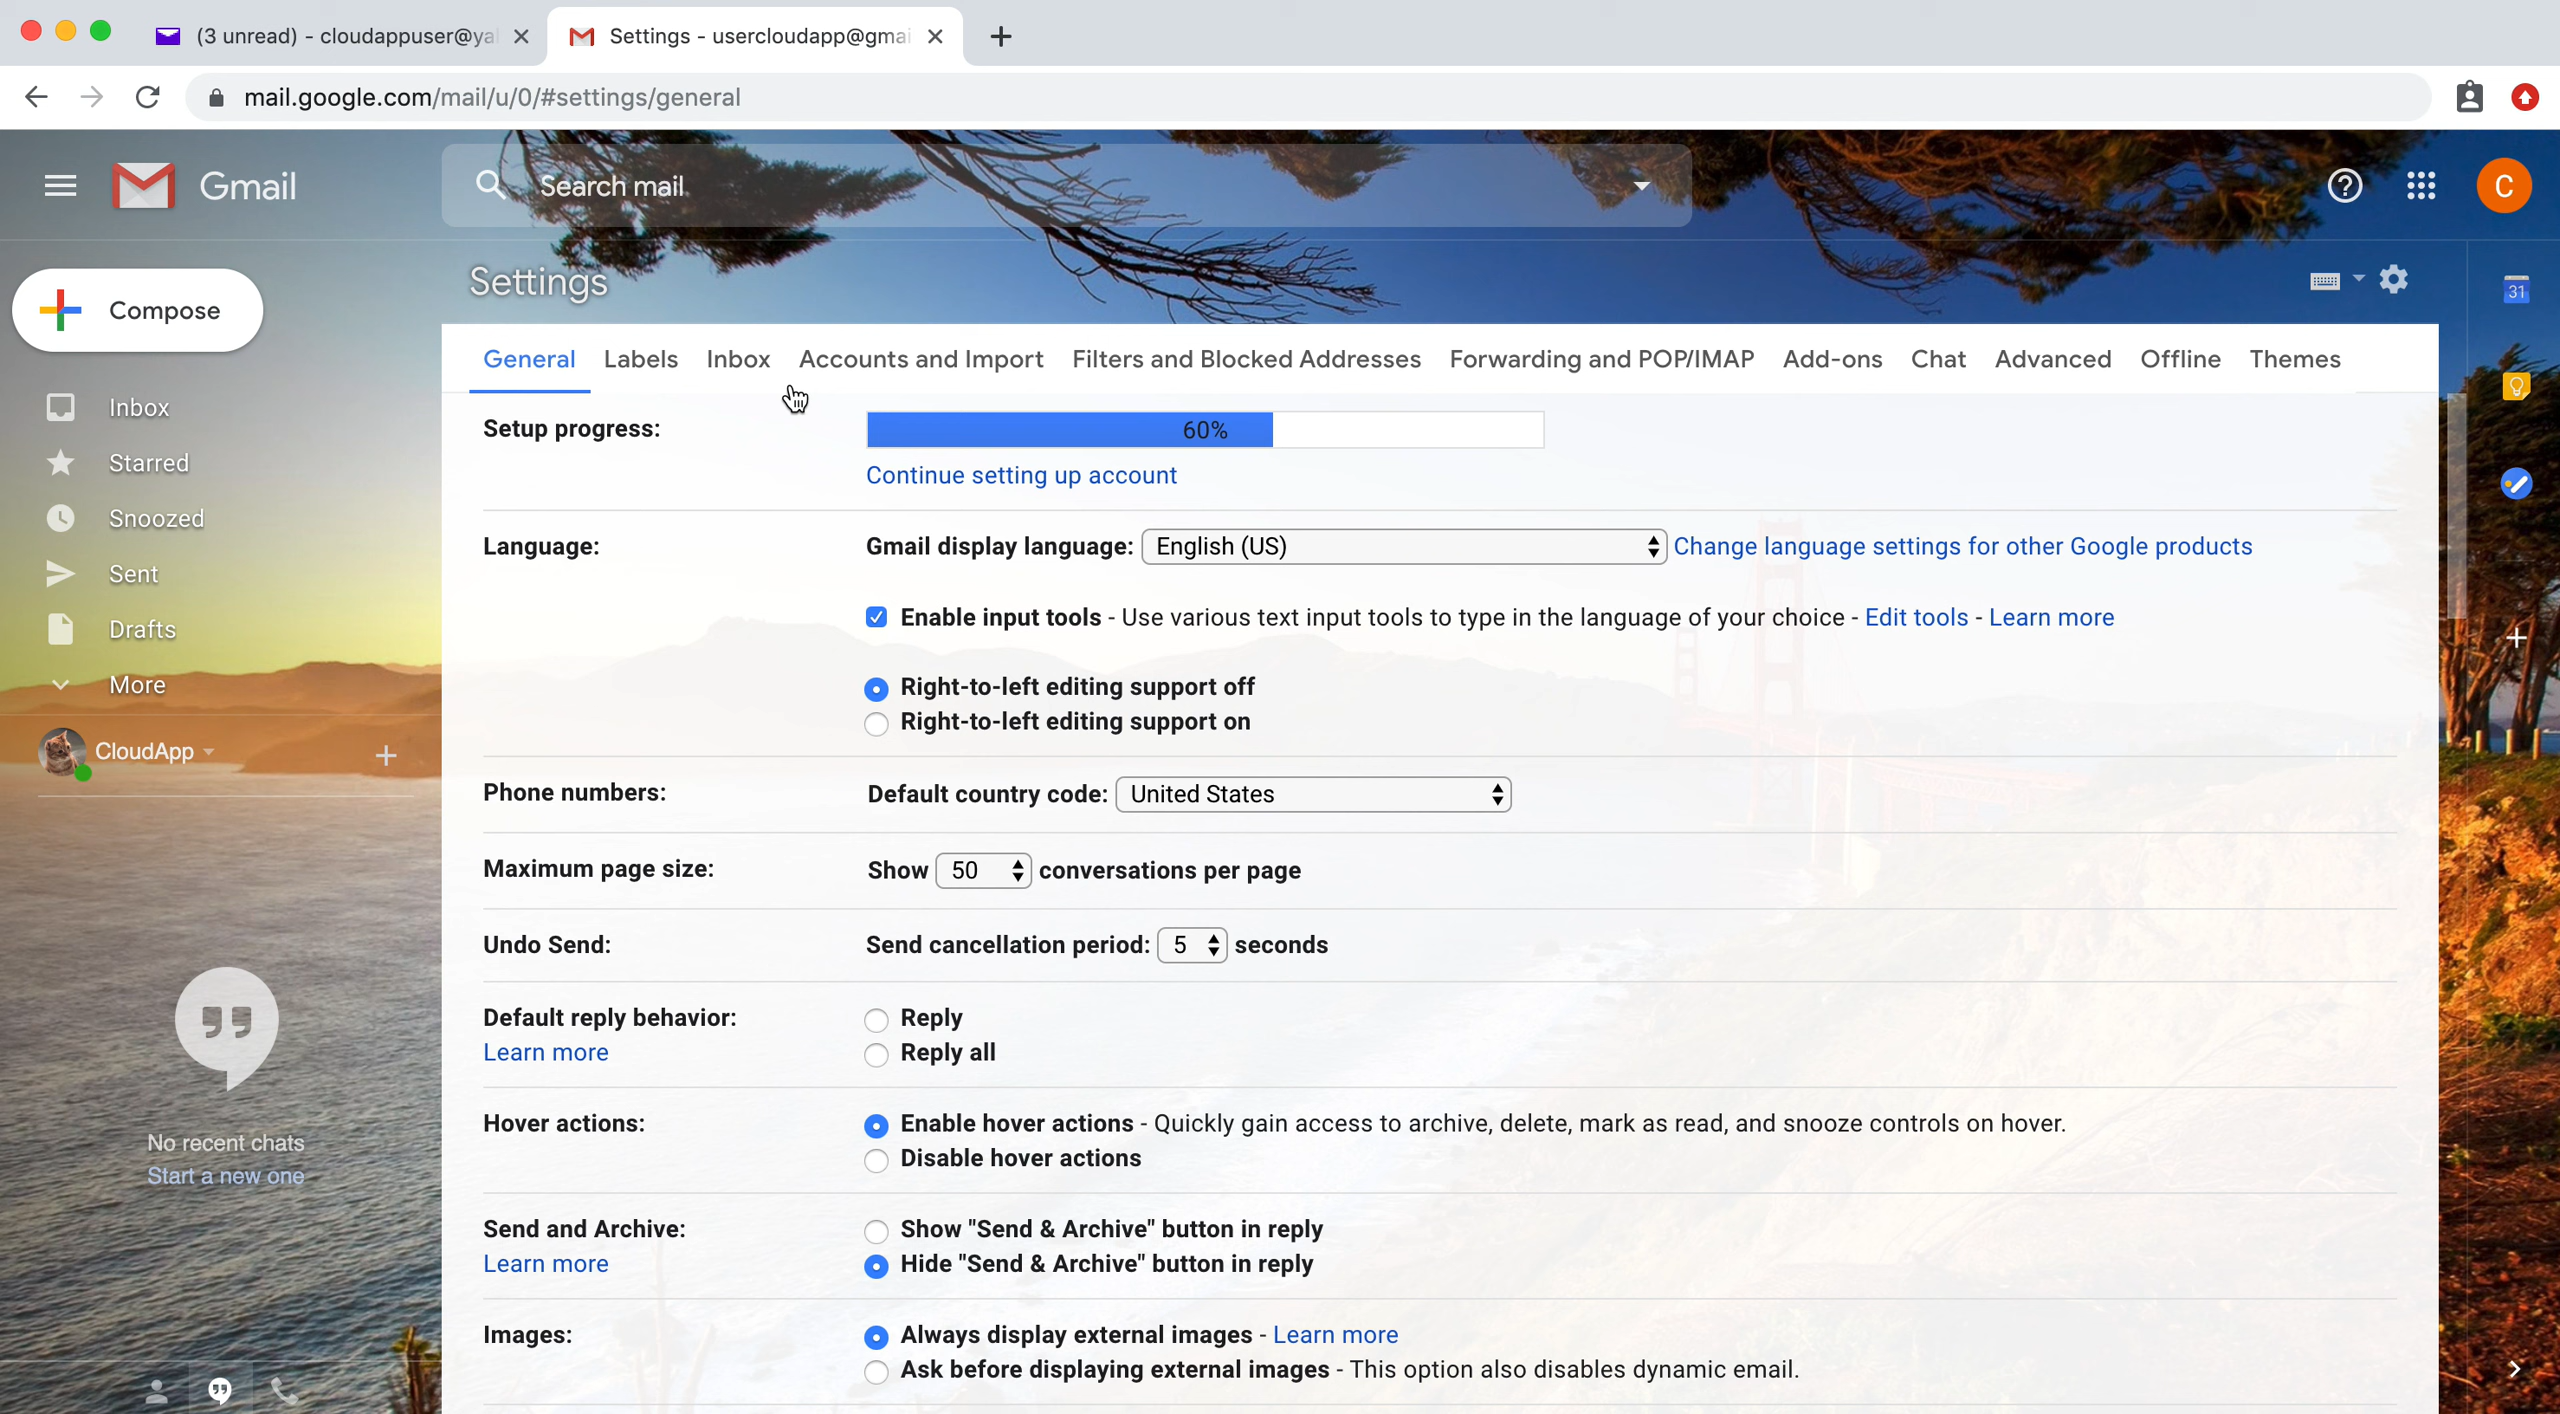 (3 unread) - cloudappuser@ya
Settings - usercloudapp@gmai
mail.google.com/mail/u/0/#settings/general
Gmail
Search mail
C
Compose
Settings
31
General Labels Inbox Accounts and Import Filters and Blocked Addresses Forwarding and POP/IMAP Add-ons Chat Advanced Offline Themes
Inbox
Starred
Snoozed
Sent
Drafts
More
CloudApp
No recent chats
Start a new one
Setup progress: 60%
Continue setting up account
Language: Gmail display language: English (US) Change language settings for other Google products
Enable input tools - Use various text input tools to type in the language of your choice - Edit tools - Learn more
Right-to-left editing support off
Right-to-left editing support on
Phone numbers: Default country code: United States
Maximum page size: Show 50 conversations per page
Undo Send: Send cancellation period: 5 seconds
Default reply behavior: Reply
Learn more Reply all
Hover actions: Enable hover actions - Quickly gain access to archive, delete, mark as read, and snooze controls on hover.
Disable hover actions
Send and Archive: Show "Send & Archive" button in reply
Learn more Hide "Send & Archive" button in reply
Images: Always display external images - Learn more
Ask before displaying external images - This option also disables dynamic email.